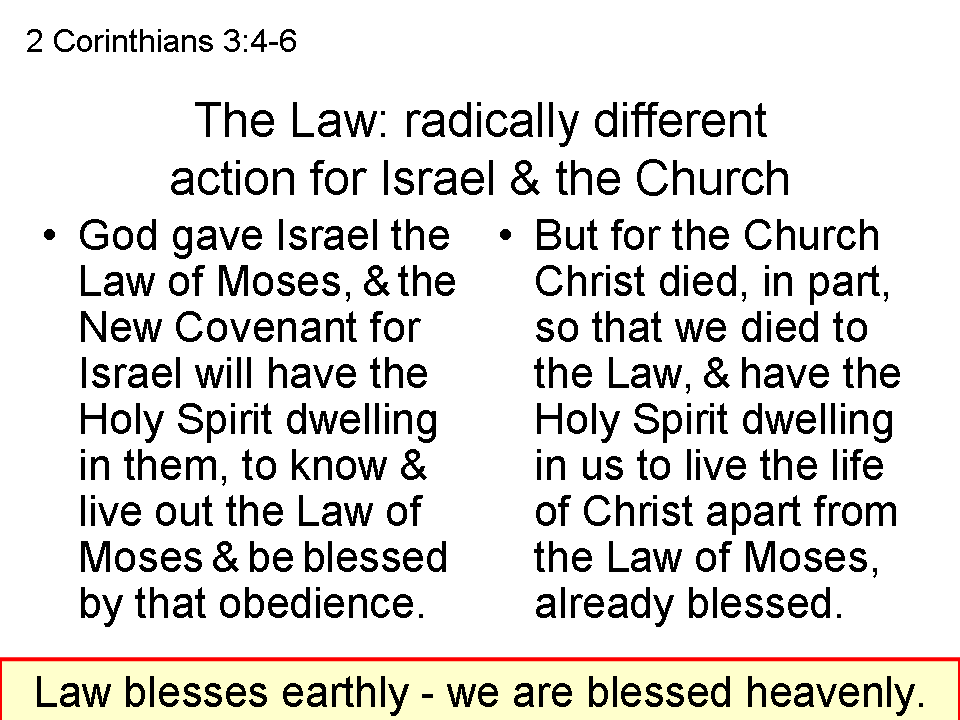 2 Corinthians 3:4-6
The Law: radically different
action for Israel & the Church
• God gave Israel the
Law of Moses, & the
New Covenant for
Israel will have the
Holy Spirit dwelling
in them, to know &
live out the Law of
Moses & be blessed
by that obedience.
• But for the Church
Christ died, in part,
so that we died to
the Law, & have the
Holy Spirit dwelling
in us to live the life
of Christ apart from
the Law of Moses,
already blessed.
Law blesses earthly - we are blessed heavenly.